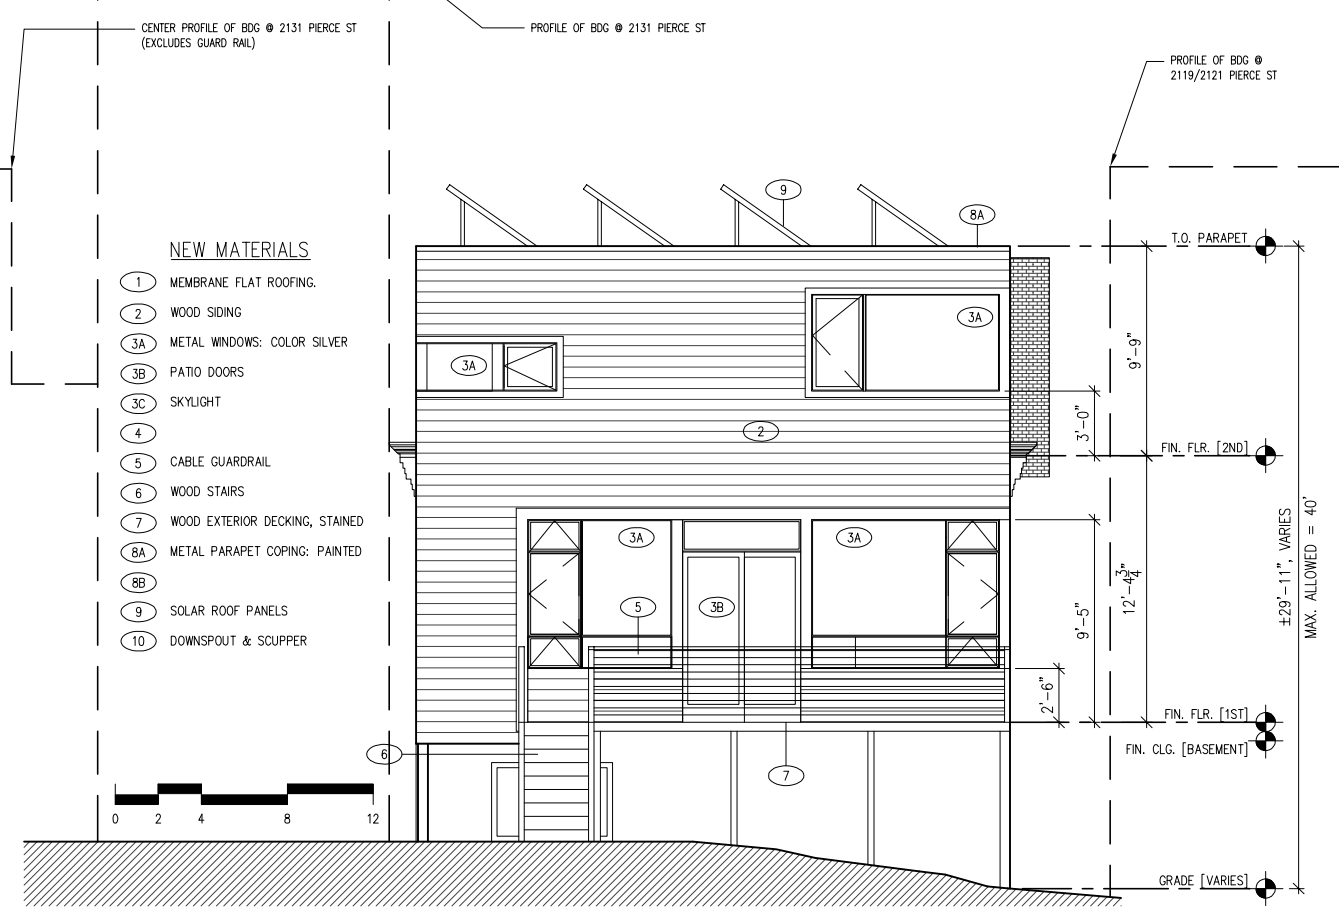 CENTER PROFILE OF BDG @ 2131 PIERCE ST
(EXCLUDES GUARD RAIL)
PROFILE OF BDG @ 2131 PIERCE ST
PROFILE OF BDG @
2119/2121 PIERCE ST
NEW MATERIALS
1 MEMBRANE FLAT ROOFING.
2 WOOD SIDING
3A METAL WINDOWS: COLOR SILVER
3B PATIO DOORS
3C SKYLIGHT
4
5 CABLE GUARDRAIL
6 WOOD STAIRS
7 WOOD EXTERIOR DECKING, STAINED
8A METAL PARAPET COPING: PAINTED
8B
9 SOLAR ROOF PANELS
10 DOWNSPOUT & SCUPPER
0 2 4 8 12
9
8A
3A
3A
2
3A
3A
5
3B
6
7
T.O. PARAPET
9'-9"
3'-0"
FIN. FLR. [2ND]
12'-4 3/4"
9'-5"
2'-6"
±29'-11", VARIES
MAX. ALLOWED = 40'
FIN. FLR. [1ST]
FIN. CLG. [BASEMENT]
GRADE [VARIES]